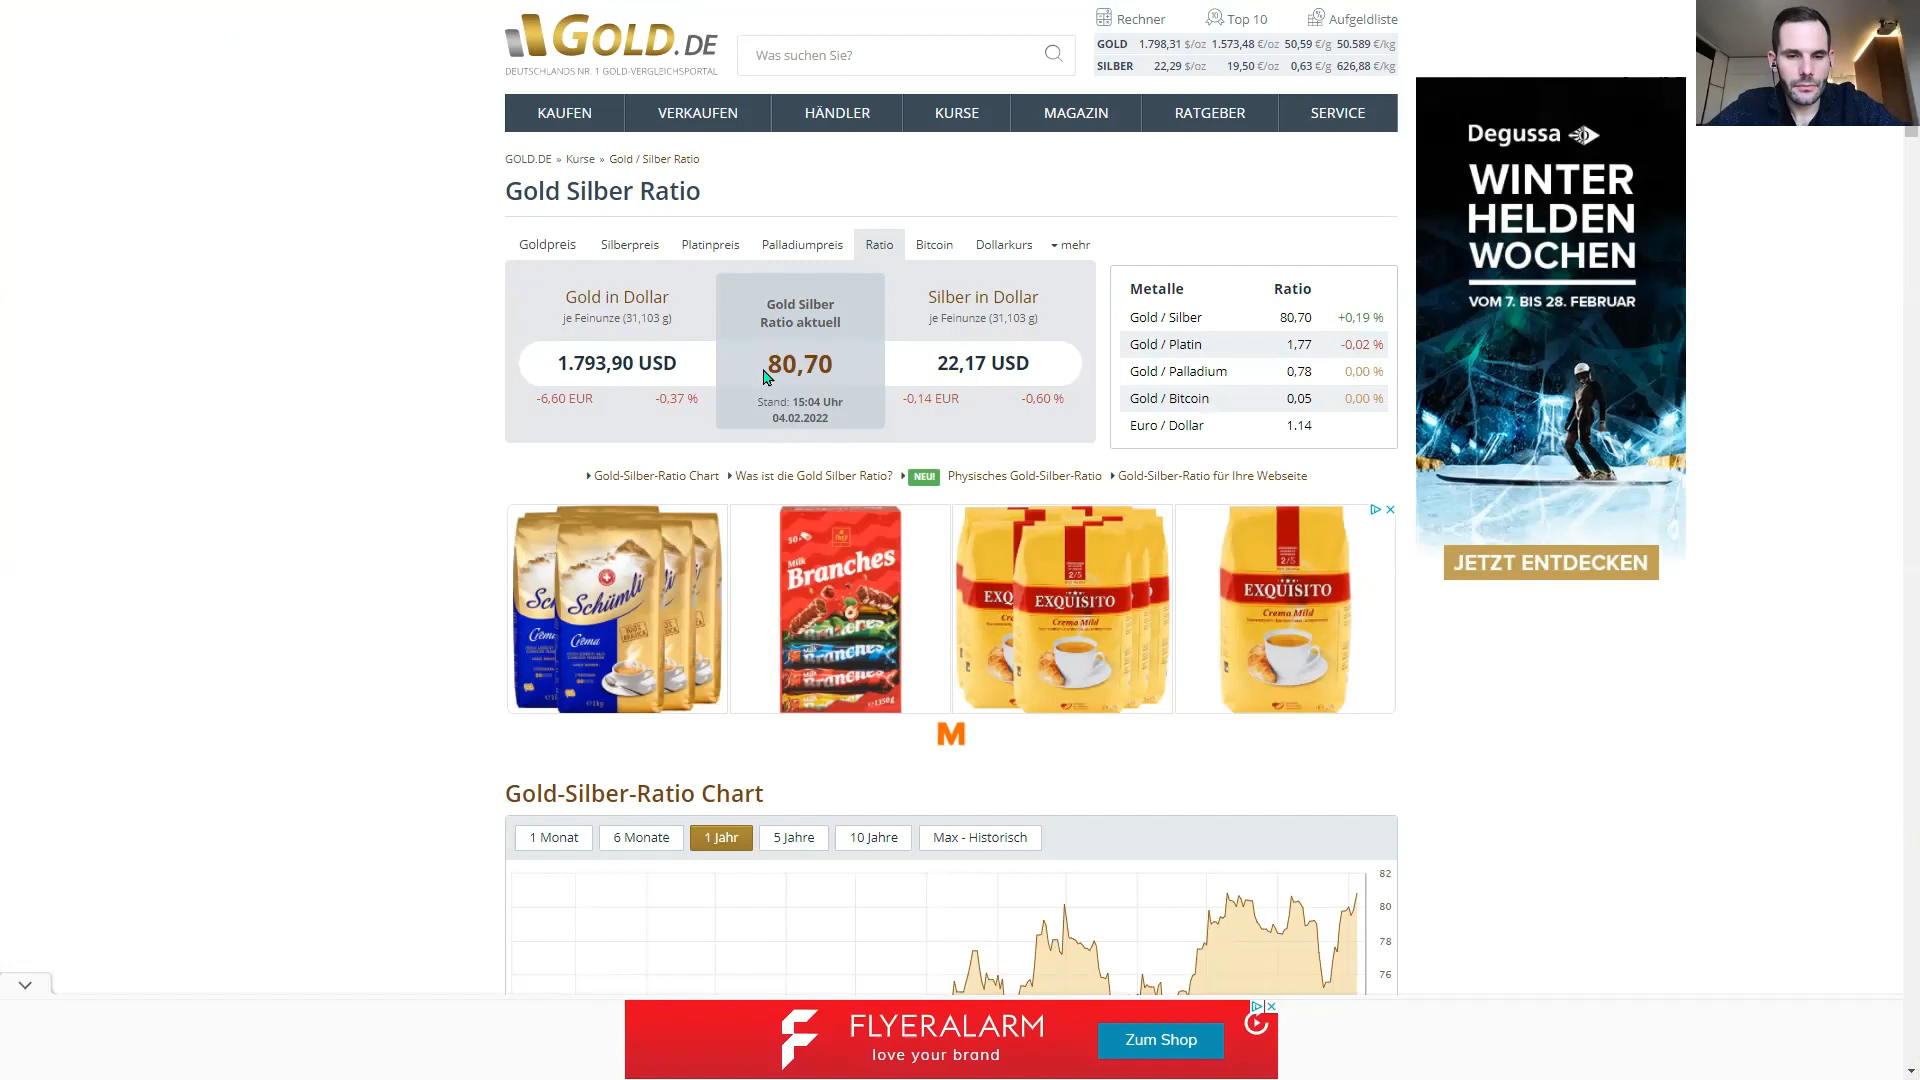 GOLD.DE
DEUTSCHLANDS NR. 1 GOLD-VERGLEICHSPORTAL
Was suchen Sie?
Rechner
Top 10
Aufgeldliste
GOLD 1.798,31 $/oz 1.573,48 €/oz 50,59 €/g 50.589 €/kg
SILBER 22,29 $/oz 19,50 €/oz 0,63 €/g 626,88 €/kg
KAUFEN VERKAUFEN HÄNDLER KURSE MAGAZIN RATGEBER SERVICE
GOLD.DE » Kurse » Gold / Silber Ratio
Gold Silber Ratio
Goldpreis Silberpreis Platinpreis Palladiumpreis Ratio Bitcoin Dollarkurs mehr
Gold in Dollar
je Feinunze (31,103 g)
1.793,90 USD
-6,60 EUR -0,37 %
Gold Silber
Ratio aktuell
80,70
Stand: 15:04 Uhr
04.02.2022
Silber in Dollar
je Feinunze (31,103 g)
22,17 USD
-0,14 EUR -0,60 %
Metalle Ratio
Gold / Silber 80,70 +0,19 %
Gold / Platin 1,77 -0,02 %
Gold / Palladium 0,78 0,00 %
Gold / Bitcoin 0,05 0,00 %
Euro / Dollar 1.14
Degussa
WINTER
HELDEN
WOCHEN
VOM 7. BIS 28. FEBRUAR
JETZT ENTDECKEN
Gold-Silber-Ratio Chart Was ist die Gold Silber Ratio? NEU! Physisches Gold-Silber-Ratio Gold-Silber-Ratio für Ihre Webseite
Schümli
Crema
Milk
Branches
Branches
Branches
EXQUISITO
Crema Mild
EXQUISITO
Crema Mild
M
Gold-Silber-Ratio Chart
1 Monat 6 Monate 1 Jahr 5 Jahre 10 Jahre Max - Historisch
82
80
78
76
FLYERALARM
love your brand
Zum Shop